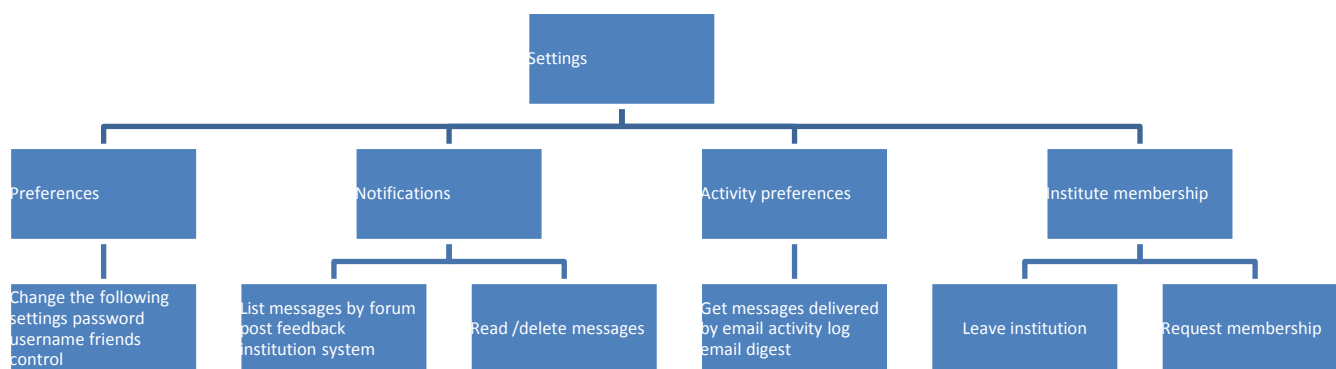 Settings
Preferences
Notifications
Activity preferences
Institute membership
Change the following
settings password
username friends
control
List messages by forum
post feedback
institution system
Read /delete messages
Get messages delivered
by email activity log
email digest
Leave institution
Request membership